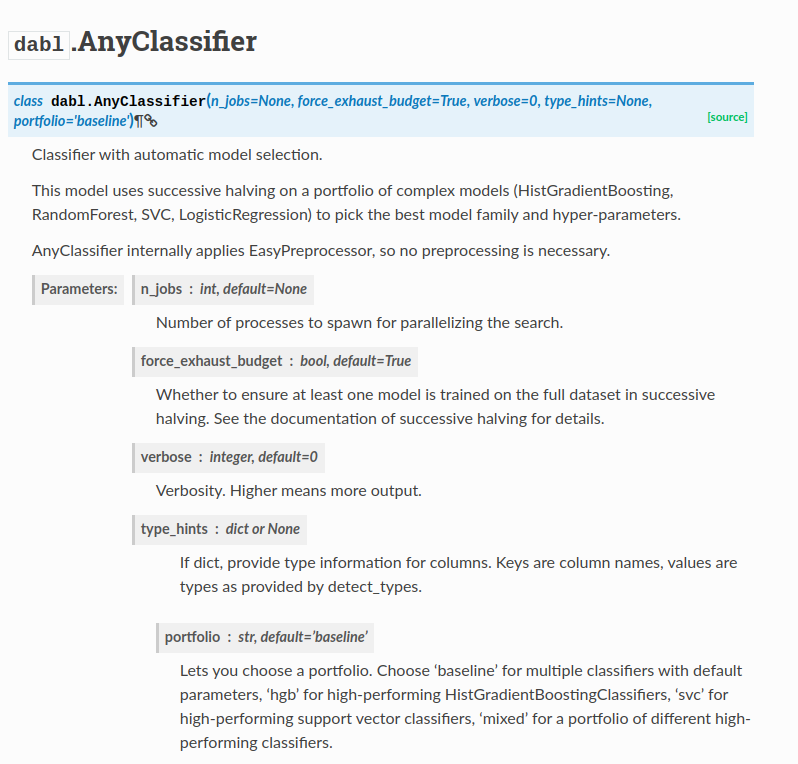 dabl.AnyClassifier
class dabl.AnyClassifier(n_jobs=None, force_exhaust_budget=True, verbose=0, type_hints=None,
portfolio='baseline')¶
[source]
Classifier with automatic model selection.
This model uses successive halving on a portfolio of complex models (HistGradientBoosting,
RandomForest, SVC, LogisticRegression) to pick the best model family and hyper-parameters.
AnyClassifier internally applies EasyPreprocessor, so no preprocessing is necessary.
Parameters: n_jobs : int, default=None
Number of processes to spawn for parallelizing the search.
force_exhaust_budget : bool, default=True
Whether to ensure at least one model is trained on the full dataset in successive
halving. See the documentation of successive halving for details.
verbose : integer, default=0
Verbosity. Higher means more output.
type_hints : dict or None
If dict, provide type information for columns. Keys are column names, values are
types as provided by detect_types.
portfolio : str, default=’baseline’
Lets you choose a portfolio. Choose ‘baseline’ for multiple classifiers with default
parameters, ‘hgb’ for high-performing HistGradientBoostingClassifiers, ‘svc’ for
high-performing support vector classifiers, ‘mixed’ for a portfolio of different high-
performing classifiers.